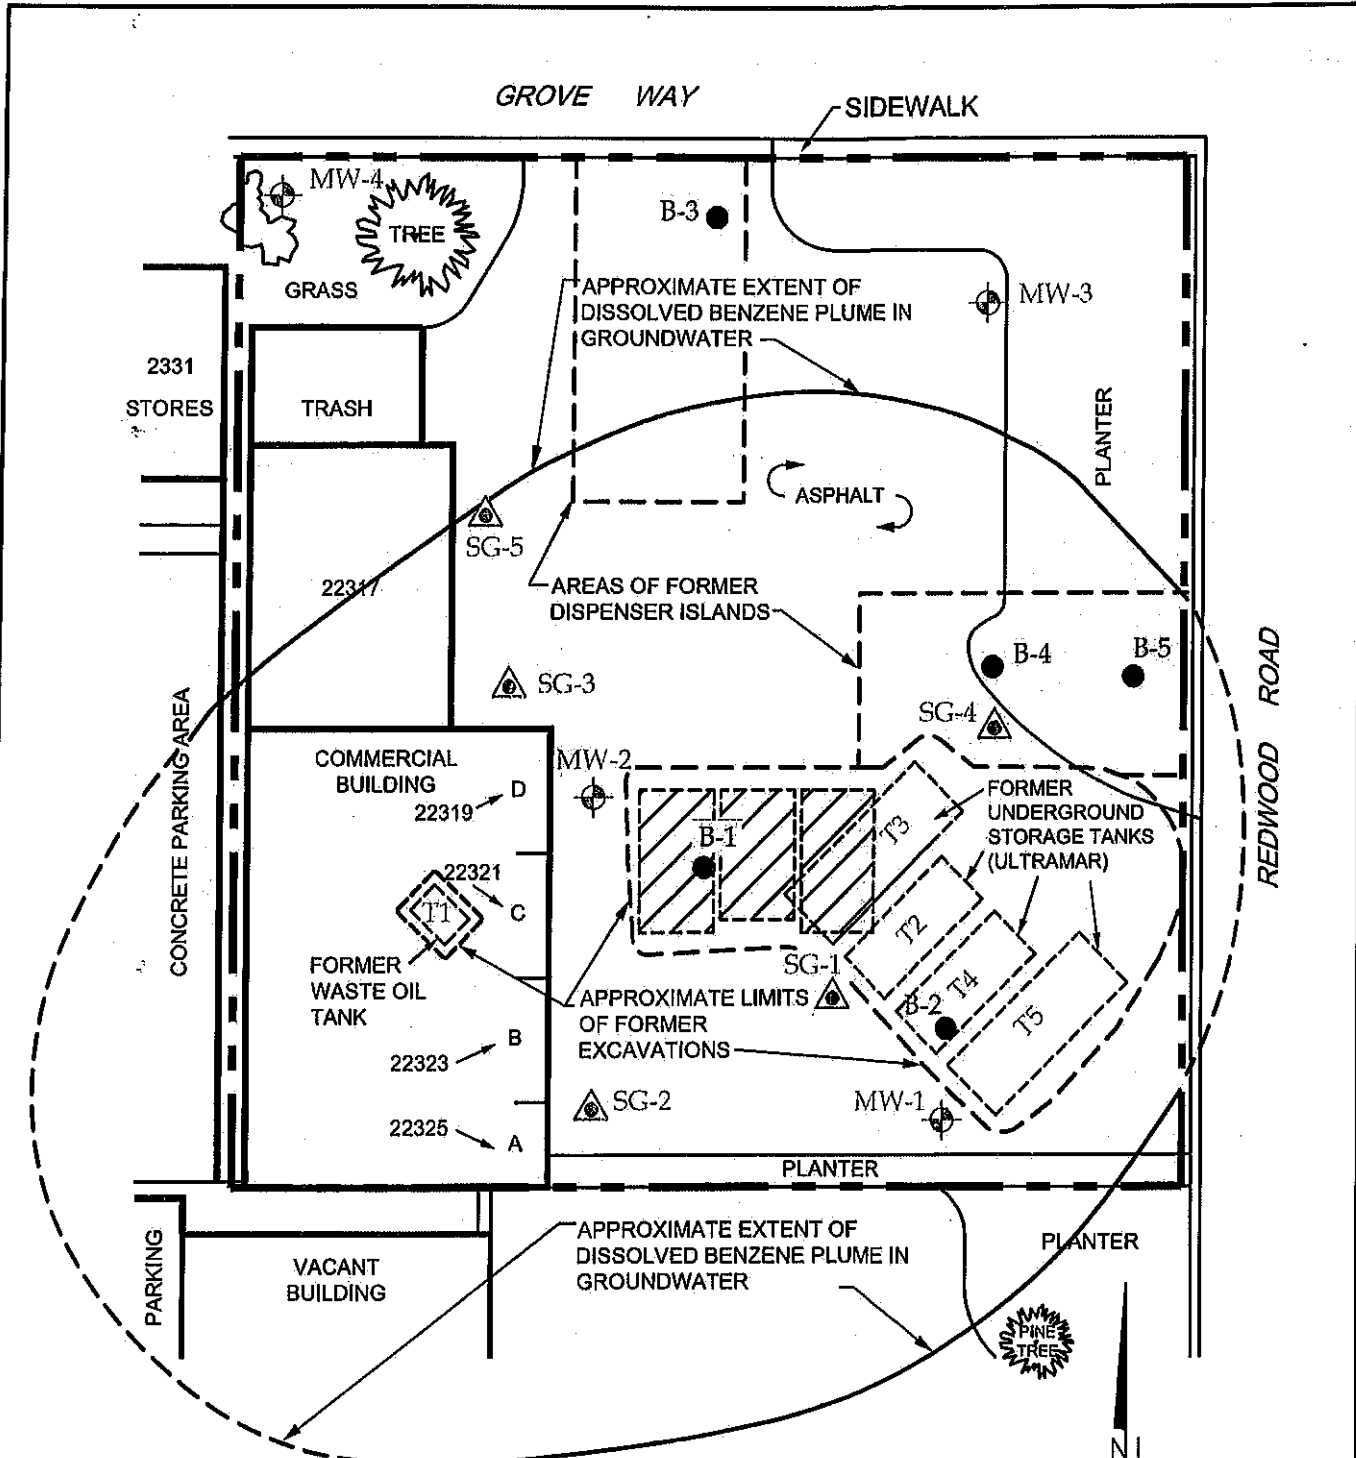 GROVE WAY
SIDEWALK
MW-4
TREE
GRASS
B-3
APPROXIMATE EXTENT OF
DISSOLVED BENZENE PLUME IN
GROUNDWATER
MW-3
2331
STORES
TRASH
PLANTER
ASPHALT
SG-5
22317
AREAS OF FORMER
DISPENSER ISLANDS
B-4
B-5
REDWOOD ROAD
SG-3
SG-4
CONCRETE PARKING AREA
COMMERCIAL
BUILDING
D
22319
MW-2
B-1
T3
FORMER
UNDERGROUND
STORAGE TANKS
(ULTRAMAR)
22321
C
T1
T2
FORMER
WASTE OIL
TANK
SG-1
APPROXIMATE LIMITS
OF FORMER
EXCAVATIONS
B-2
T4
T5
B
22323
SG-2
MW-1
22325
A
PLANTER
APPROXIMATE EXTENT OF
DISSOLVED BENZENE PLUME IN
GROUNDWATER
PLANTER
PARKING
VACANT
BUILDING
PINE
TREE
N